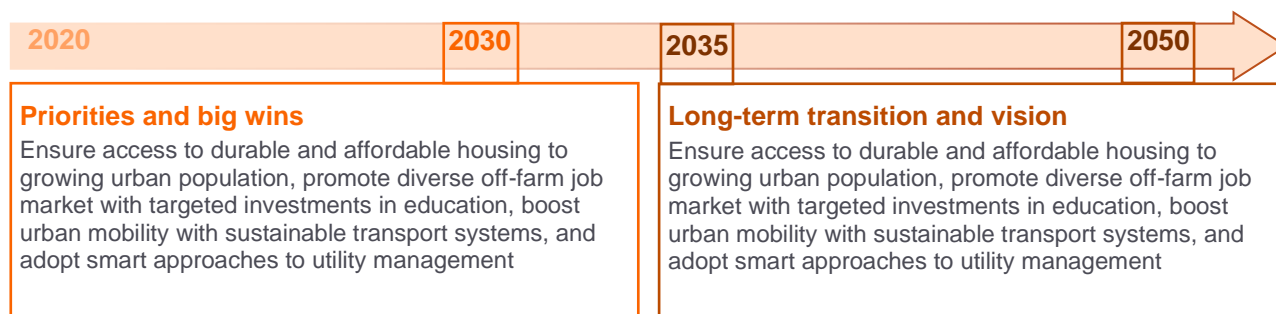 2020
2030
2035
2050
Priorities and big wins
Ensure access to durable and affordable housing to
growing urban population, promote diverse off-farm job
market with targeted investments in education, boost
urban mobility with sustainable transport systems, and
adopt smart approaches to utility management
Long-term transition and vision
Ensure access to durable and affordable housing to
growing urban population, promote diverse off-farm job
market with targeted investments in education, boost
urban mobility with sustainable transport systems, and
adopt smart approaches to utility management